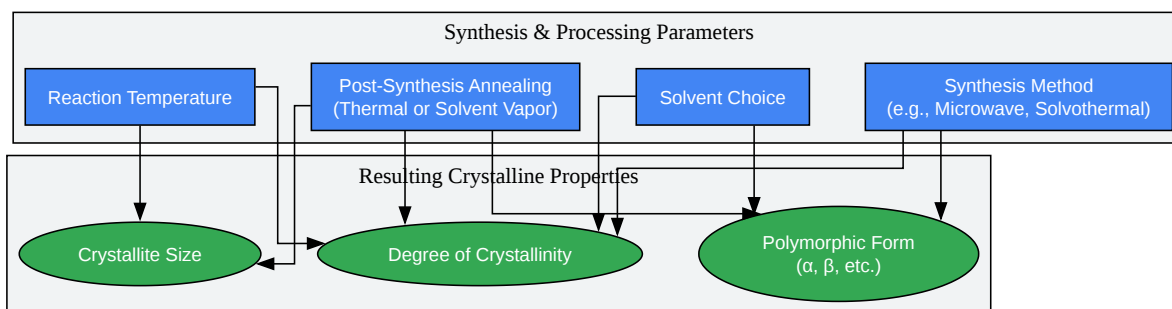 Synthesis & Processing Parameters
Reaction Temperature
Post-Synthesis Annealing
(Thermal or Solvent Vapor)
Solvent Choice
Synthesis Method
(e.g., Microwave, Solvothermal)
Resulting Crystalline Properties
Crystallite Size
Degree of Crystallinity
Polymorphic Form
(α, β, etc.)